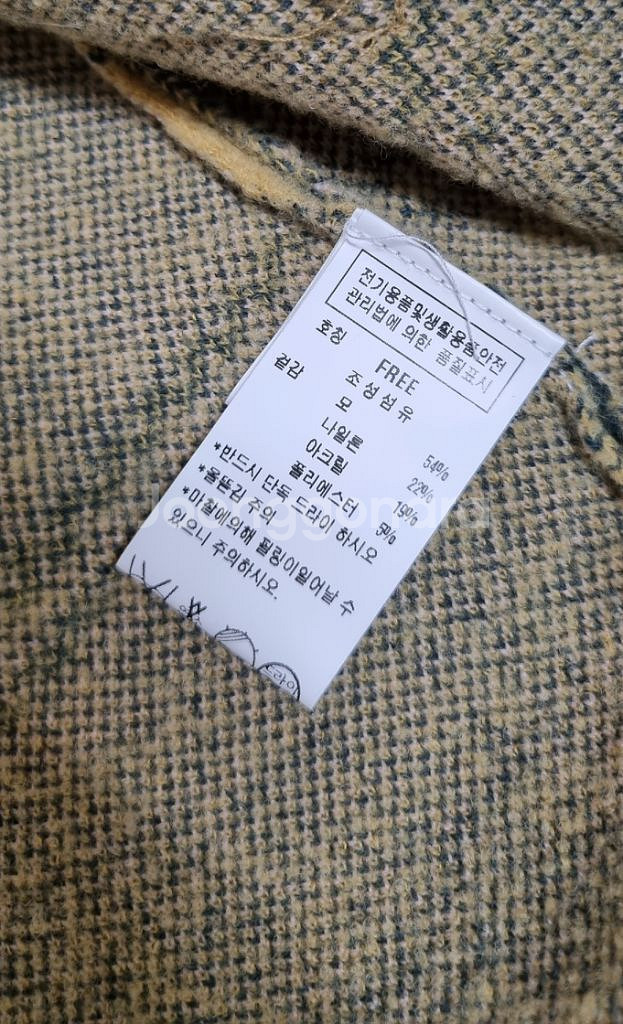 전기용품및생활용품안전
관리법에 의한 품질표시
호칭 FREE
겉감 조성섬유
모 54%
나일론 22%
아크릴 19%
폴리에스터 5%
*반드시 단독 드라이 하시오
*올뜯김 주의
*마찰에의해 필링이일어날 수
있으니 주의하시오.
드라이
Joonggonara